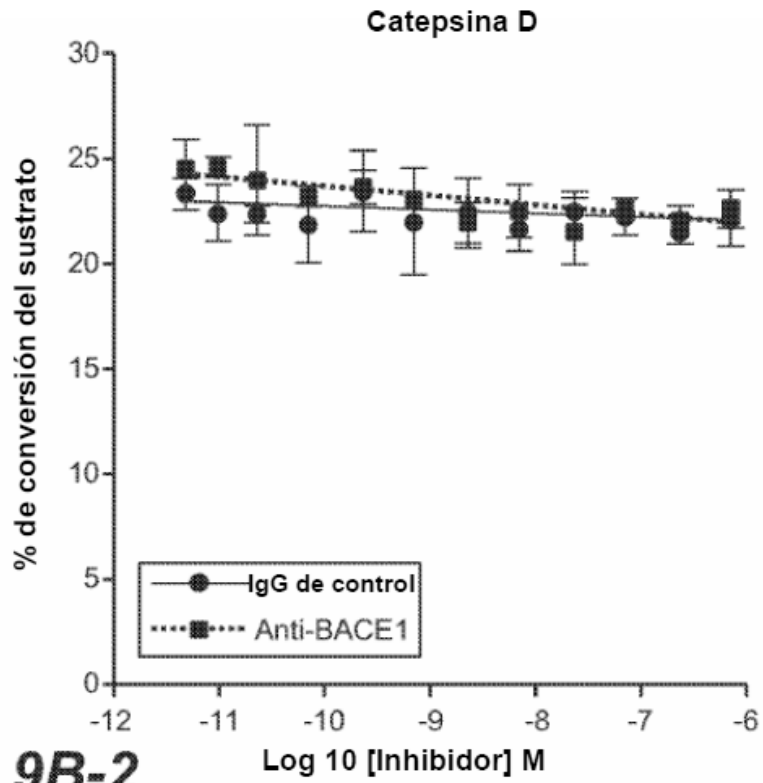 Catepsina D
% de conversión del sustrato
30
25
20
15
10
5
0
IgG de control
Anti-BACE1
-12 -11 -10 -9 -8 -7 -6
Log 10 [Inhibidor] M
9B-2